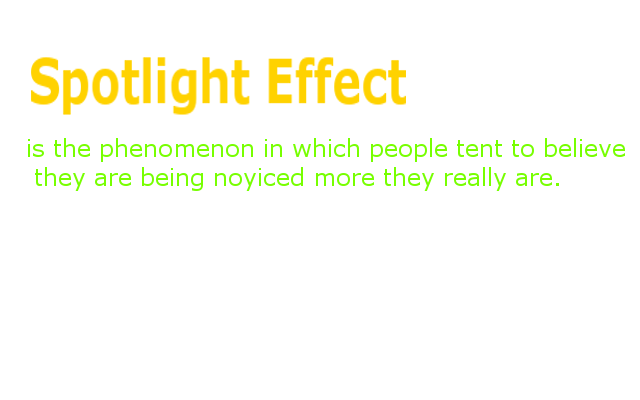 Spotlight Effect
is the phenomenon in which people tent to believe
they are being noyiced more they really are.